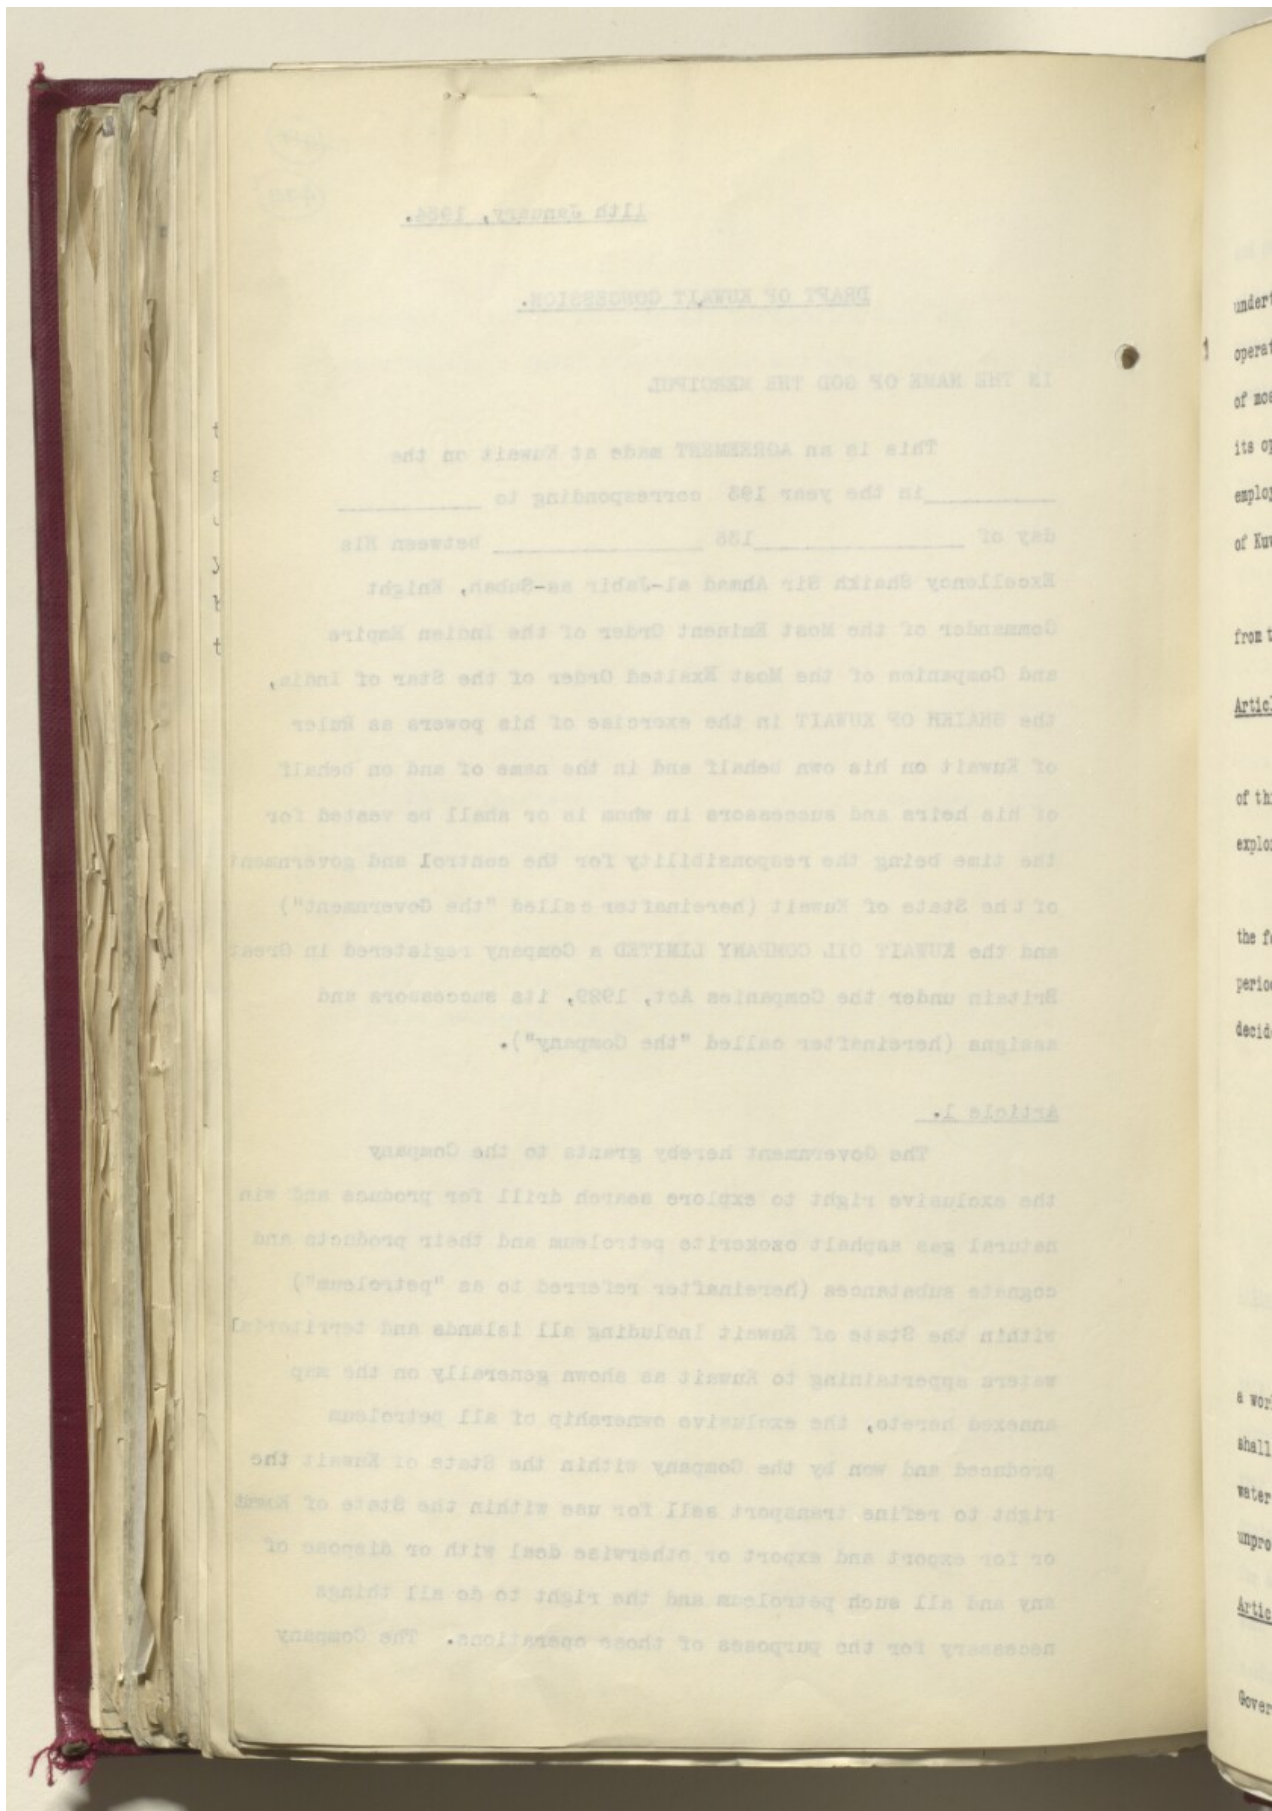 11th January, 1934.
DRAFT OF KUWAIT CONCESSION.
IN THE NAME OF GOD THE MERCIFUL
This is an AGREEMENT made at Kuwait on the
in the year 193 corresponding to
day of 135 between His
Excellency Shaikh Sir Ahmad al-Jabir as-Subah, Knight
Commander of the Most Eminent Order of the Indian Empire
and Companion of the Most Exalted Order of the Star of India,
the SHAIKH OF KUWAIT in the exercise of his powers as Ruler
of Kuwait on his own behalf and in the name of and on behalf
of his heirs and successors in whom is or shall be vested for
the time being the responsibility for the control and government
of the State of Kuwait (hereinafter called "the Government")
and the KUWAIT OIL COMPANY LIMITED a Company registered in Great
Britain under the Companies Act, 1929, its successors and
assigns (hereinafter called "the Company").
Article 1.
The Government hereby grants to the Company
the exclusive right to explore search drill for produce and win
natural gas asphalt ozokerite petroleum and their products and
cognate substances (hereinafter referred to as "petroleum")
within the State of Kuwait including all islands and territorial
waters appertaining to Kuwait as shown generally on the map
annexed hereto, the exclusive ownership of all petroleum
produced and won by the Company within the State of Kuwait the
right to refine transport sell for use within the State of Kuwait
or for export and export or otherwise deal with or dispose of
any and all such petroleum and the right to do all things
necessary for the purposes of those operations. The Company
of
its
of
from
of
the
a
shall
water